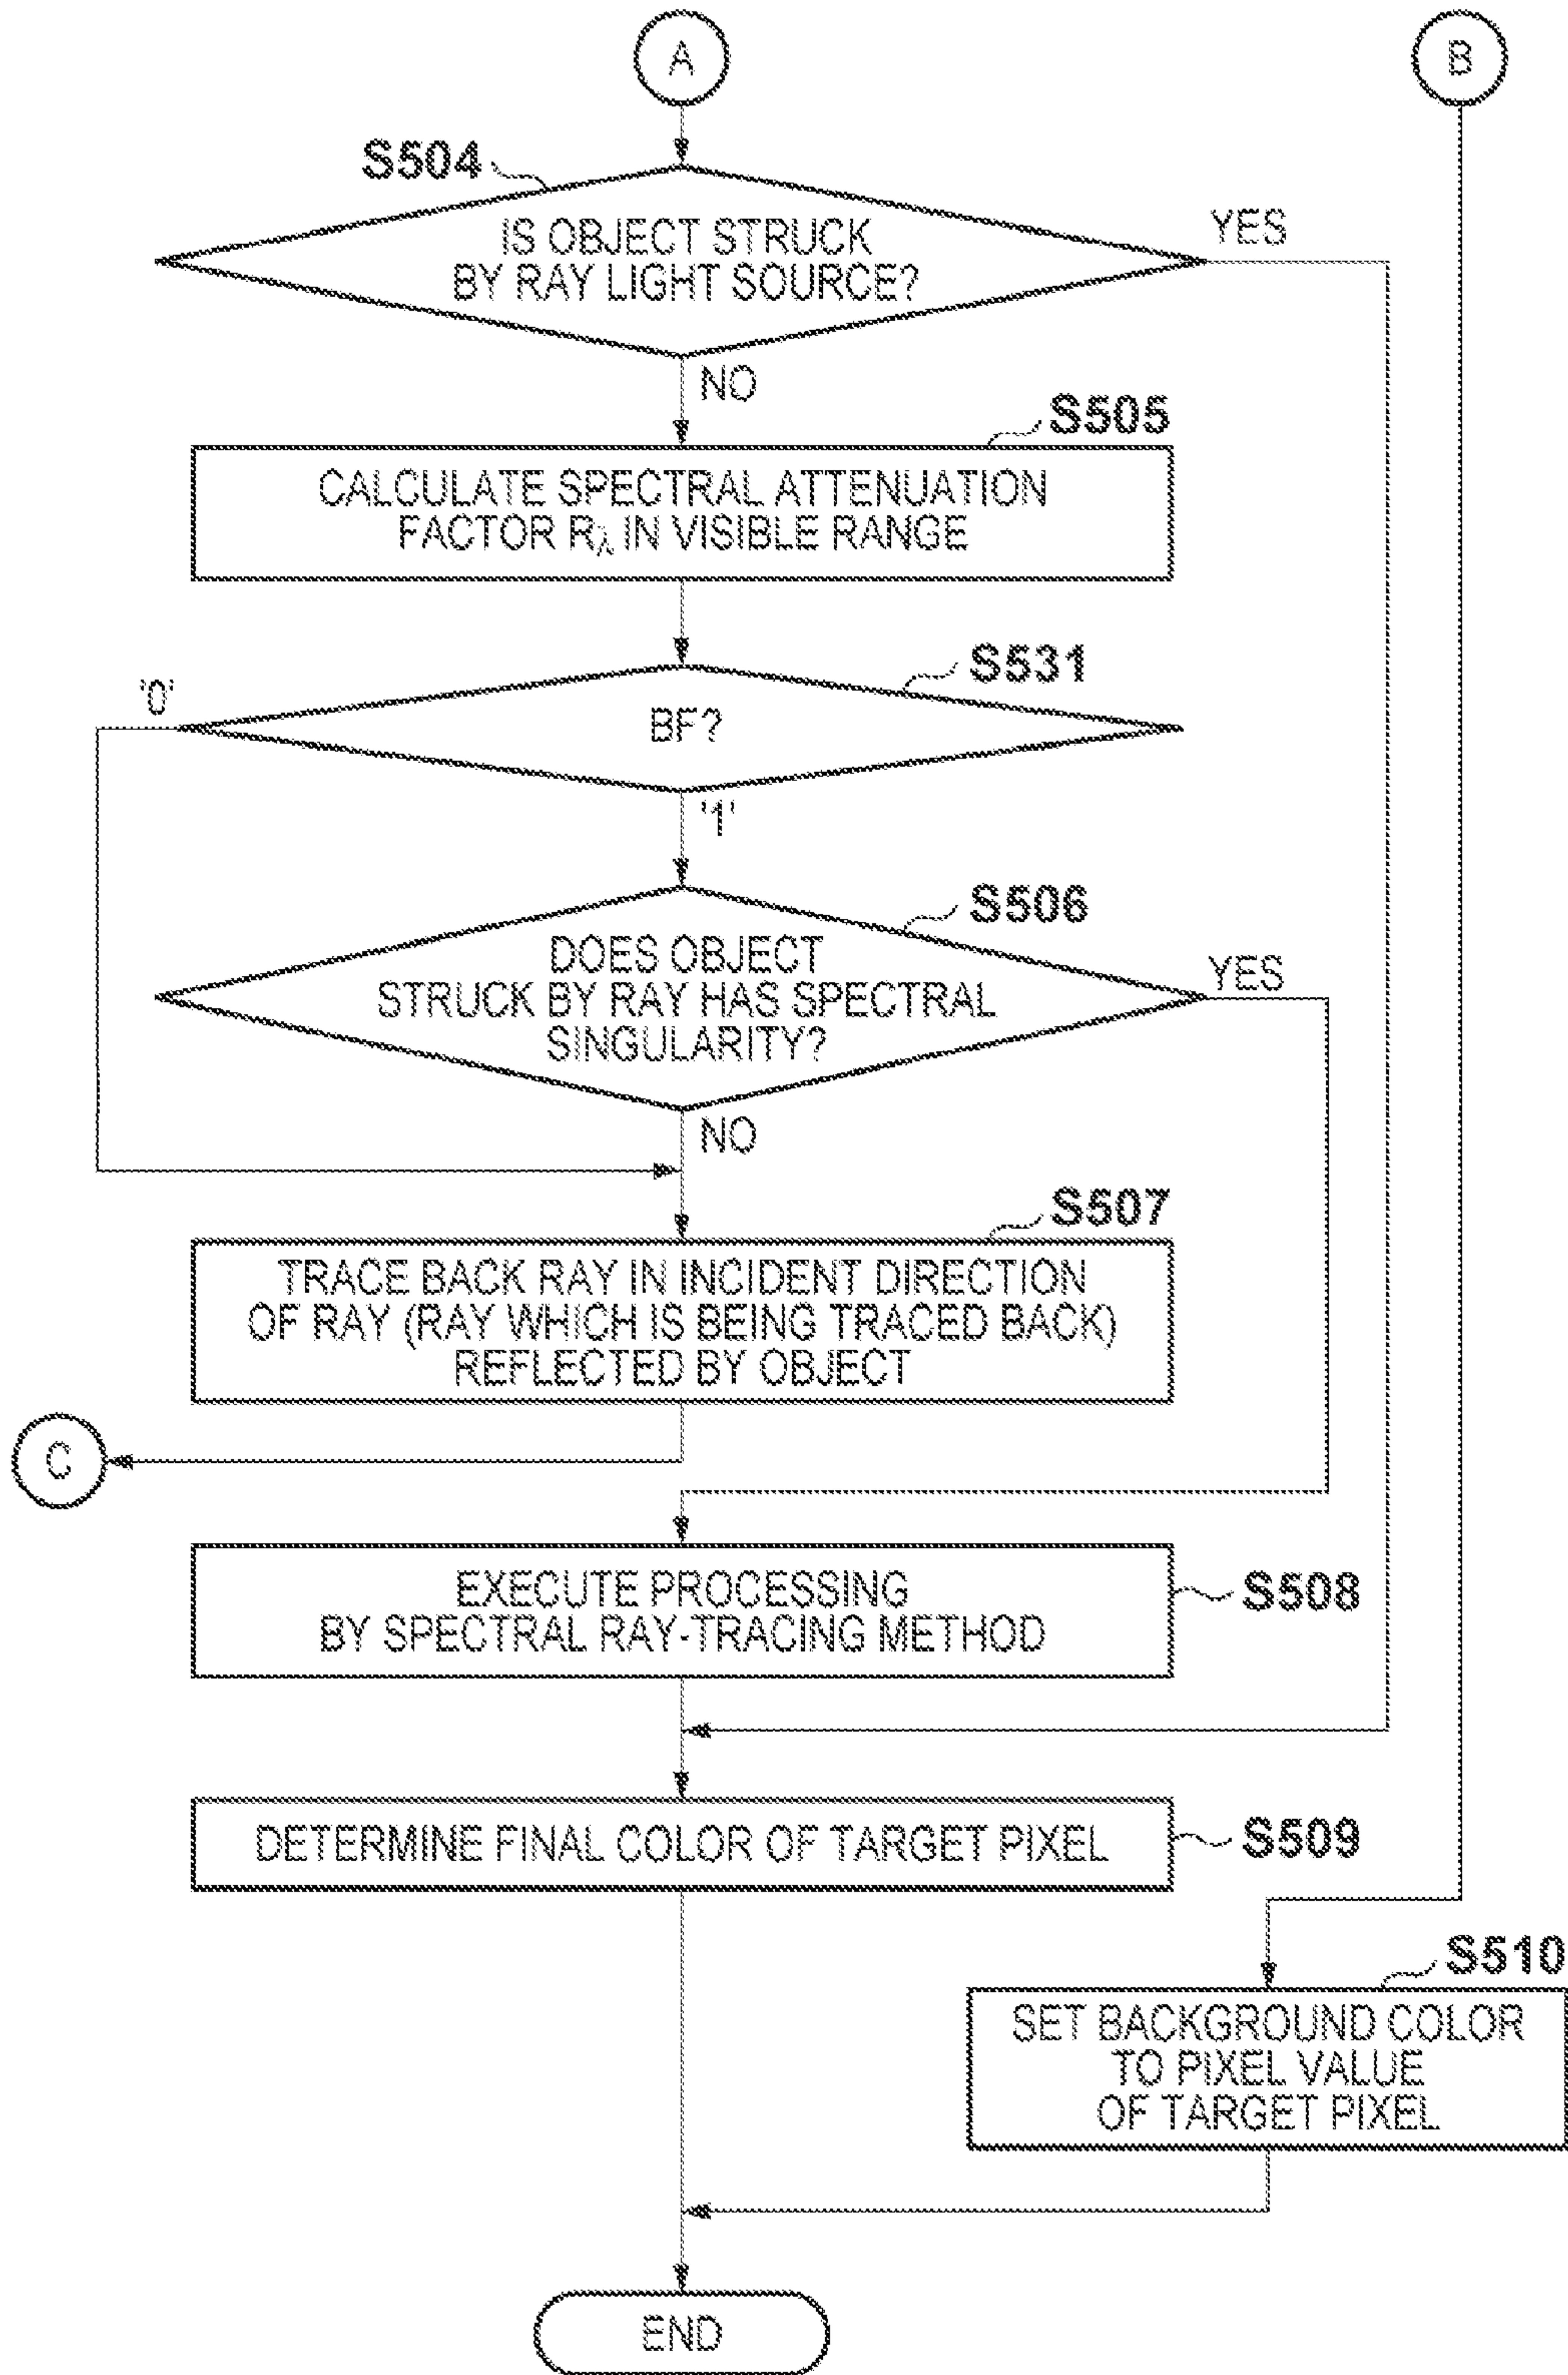 A
B
S504
IS OBJECT STRUCK
BY RAY LIGHT SOURCE?
YES
NO
S505
CALCULATE SPECTRAL ATTENUATION
FACTOR Rλ IN VISIBLE RANGE
S531
'0'
BF?
'1'
S506
DOES OBJECT
STRUCK BY RAY HAS SPECTRAL
SINGULARITY?
YES
NO
S507
TRACE BACK RAY IN INCIDENT DIRECTION
OF RAY (RAY WHICH IS BEING TRACED BACK)
REFLECTED BY OBJECT
C
EXECUTE PROCESSING
BY SPECTRAL RAY-TRACING METHOD
S508
DETERMINE FINAL COLOR OF TARGET PIXEL
S509
S510
SET BACKGROUND COLOR
TO PIXEL VALUE
OF TARGET PIXEL
END